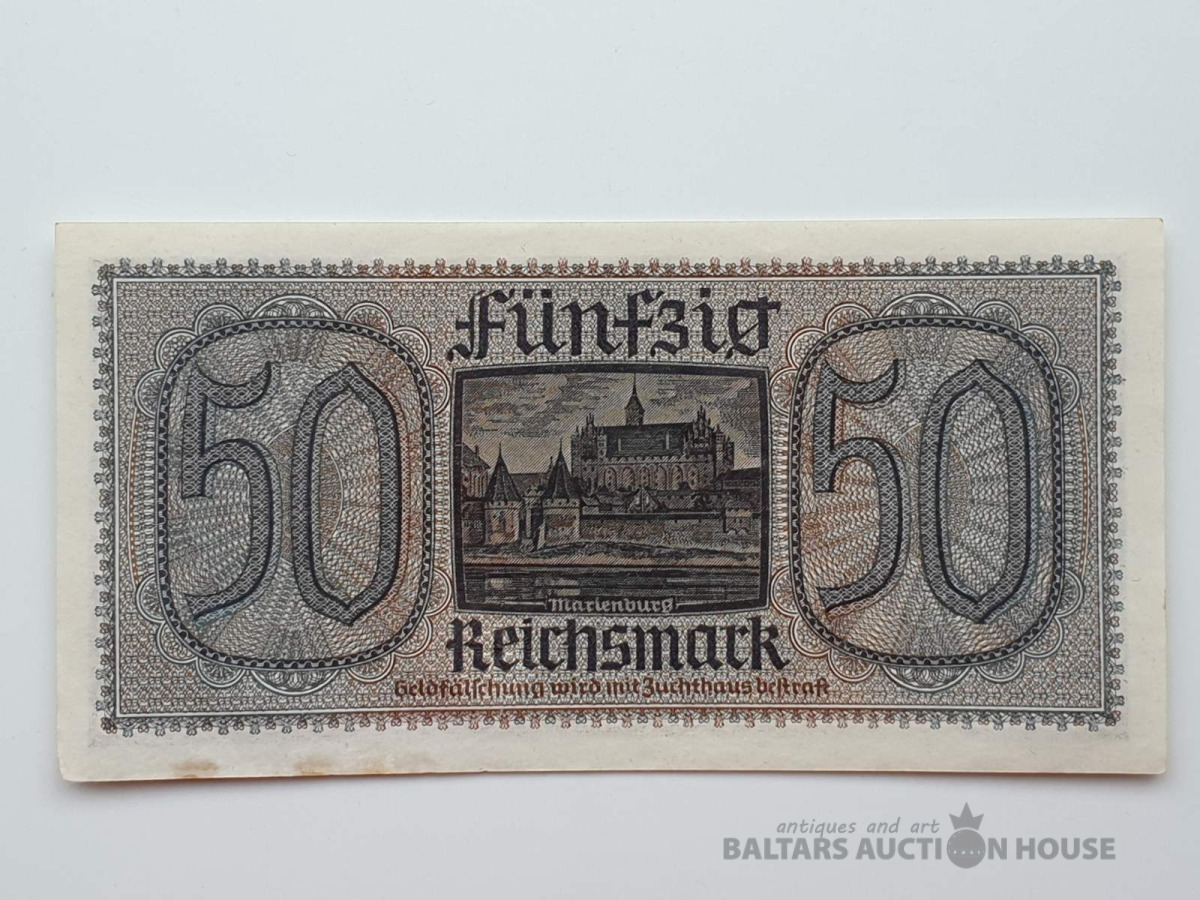 Fünfzig
50
50
Marienburg
Reichsmark
Geldfälschung wird mit Zuchthaus bestraft
antiques and art
BALTARS AUCTION HOUSE